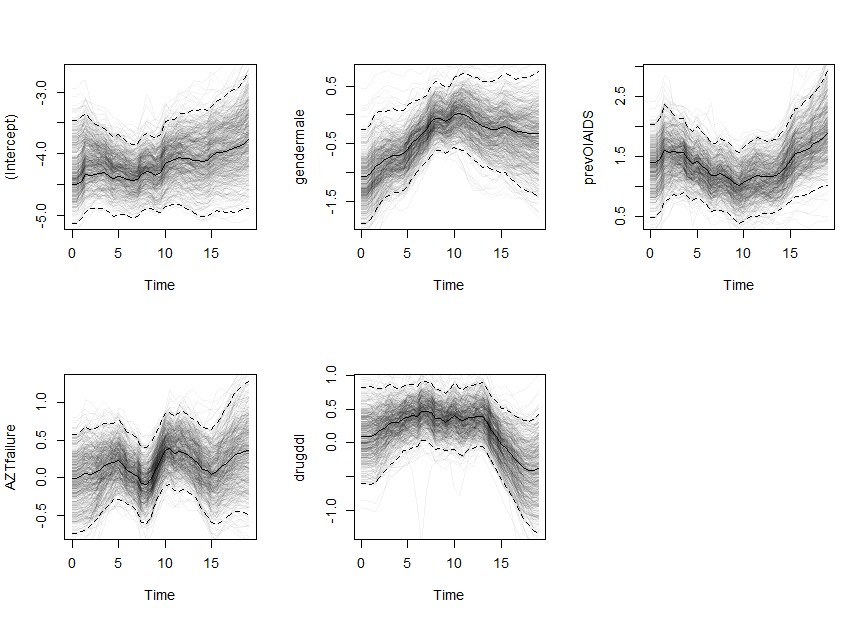 (Intercept)
-3.0
-4.0
-5.0
0 5 10 15
Time
gendermale
0.5
-0.5
-1.5
0 5 10 15
Time
prevOIAIDS
2.5
1.5
0.5
0 5 10 15
Time
AZTfailure
1.0
0.5
0.0
-0.5
0 5 10 15
Time
drugddI
1.0
0.5
0.0
-1.0
0 5 10 15
Time